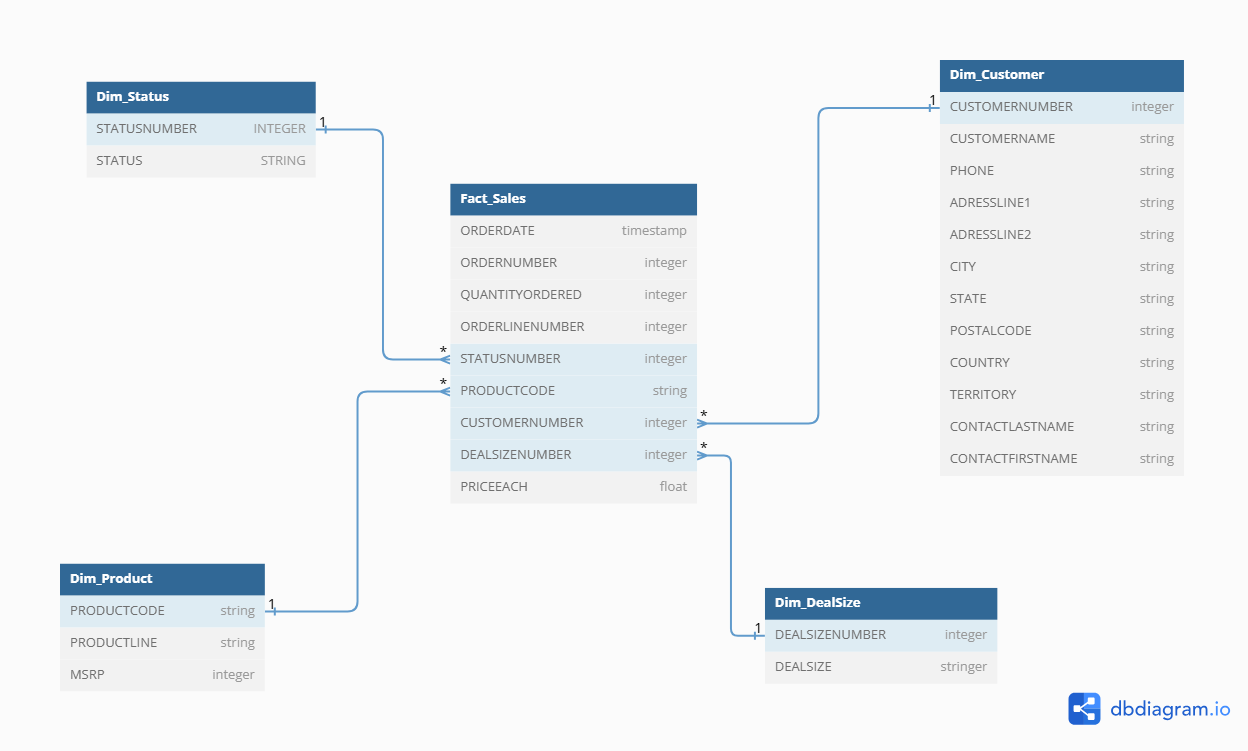 Dim_Status
STATUSNUMBER INTEGER
STATUS STRING
1
Fact_Sales
ORDERDATE timestamp
ORDERNUMBER integer
QUANTITYORDERED integer
ORDERLINENUMBER integer
* STATUSNUMBER integer
* PRODUCTCODE string
CUSTOMERNUMBER integer *
DEALSIZENUMBER integer *
PRICEEACH float
Dim_Customer
1 CUSTOMERNUMBER integer
CUSTOMERNAME string
PHONE string
ADRESSLINE1 string
ADRESSLINE2 string
CITY string
STATE string
POSTALCODE string
COUNTRY string
TERRITORY string
CONTACTLASTNAME string
CONTACTFIRSTNAME string
Dim_Product
PRODUCTCODE string 1
PRODUCTLINE string
MSRP integer
Dim_DealSize
1 DEALSIZENUMBER integer
DEALSIZE stringer
dbdiagram.io